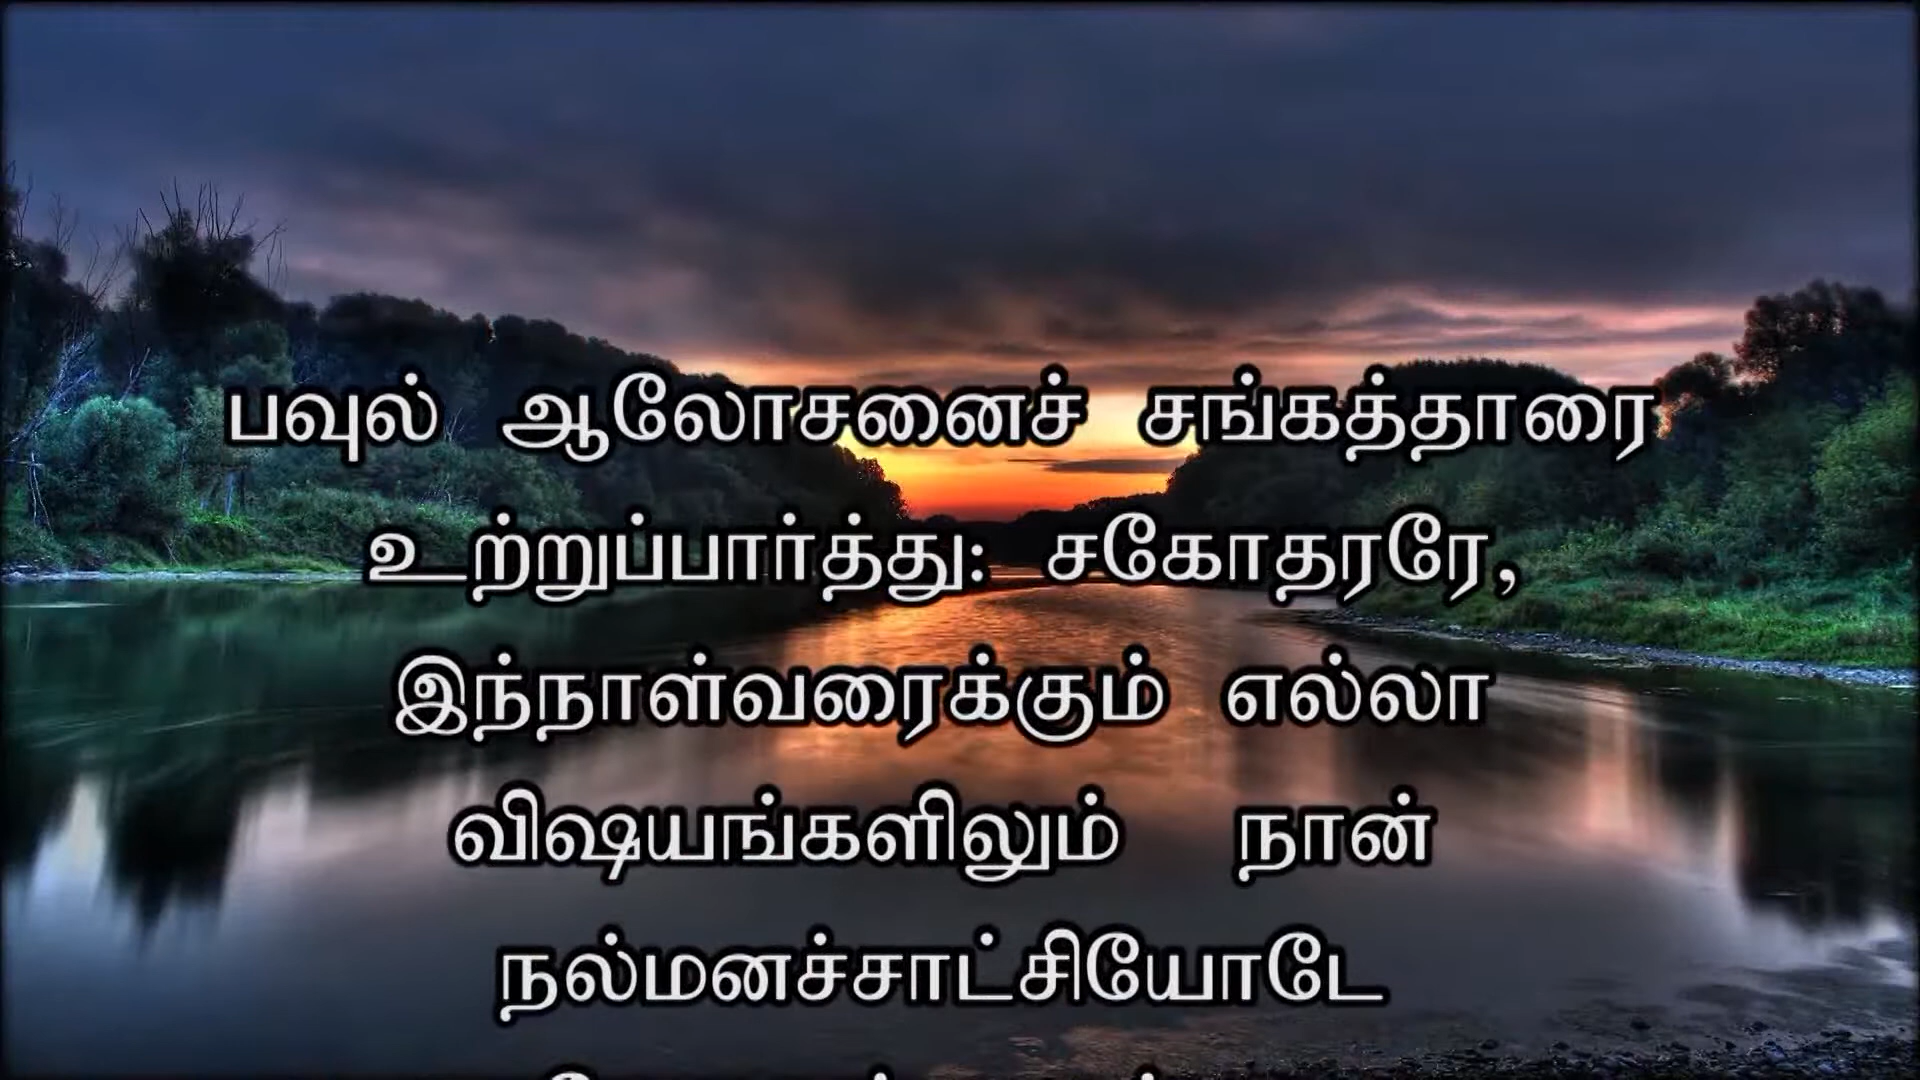 பவுல் ஆலோசனைச் சங்கத்தாரை
உற்றுப்பார்த்து: சகோதரரே,
இந்நாள்வரைக்கும் எல்லா
விஷயங்களிலும் நான்
நல்மனச்சாட்சியோடே